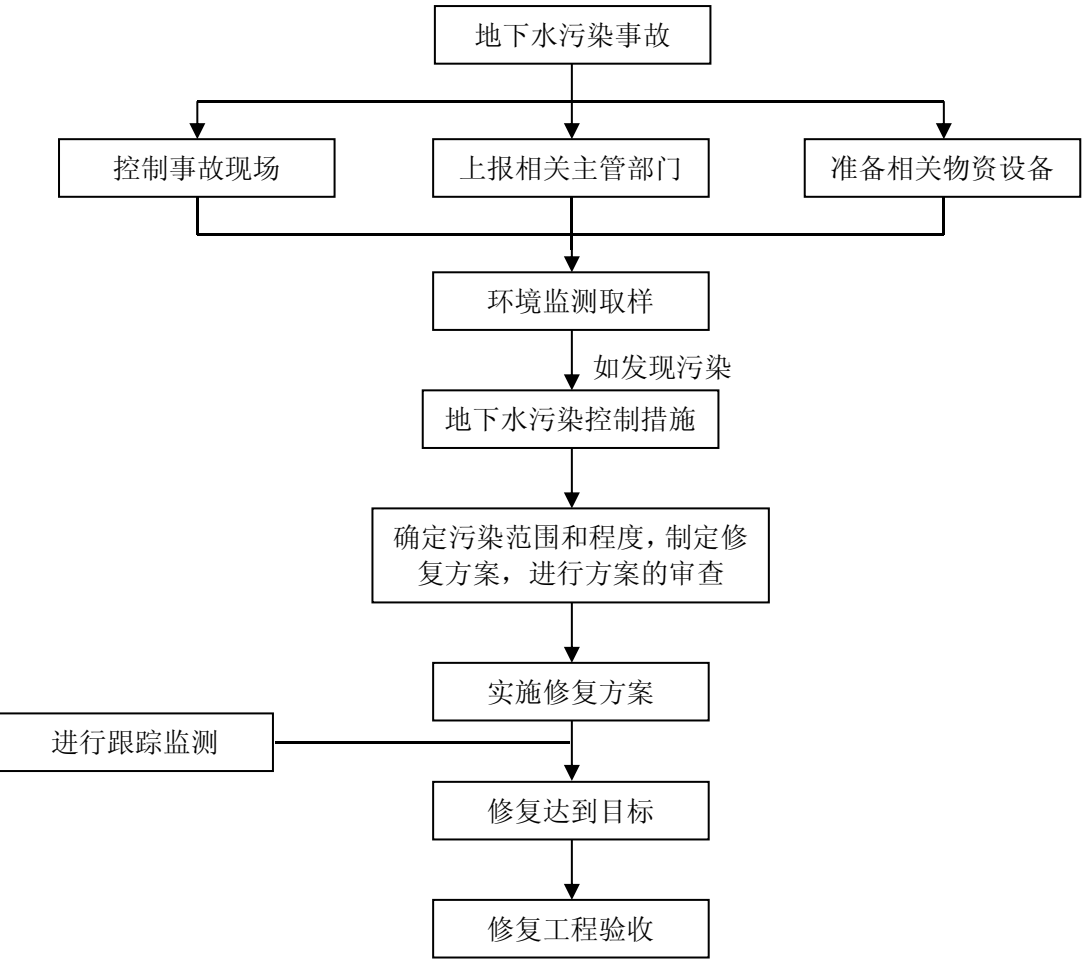 地下水污染事故
控制事故现场
上报相关主管部门
准备相关物资设备
环境监测取样
如发现污染
地下水污染控制措施
确定污染范围和程度，制定修
复方案，进行方案的审查
实施修复方案
进行跟踪监测
修复达到目标
修复工程验收